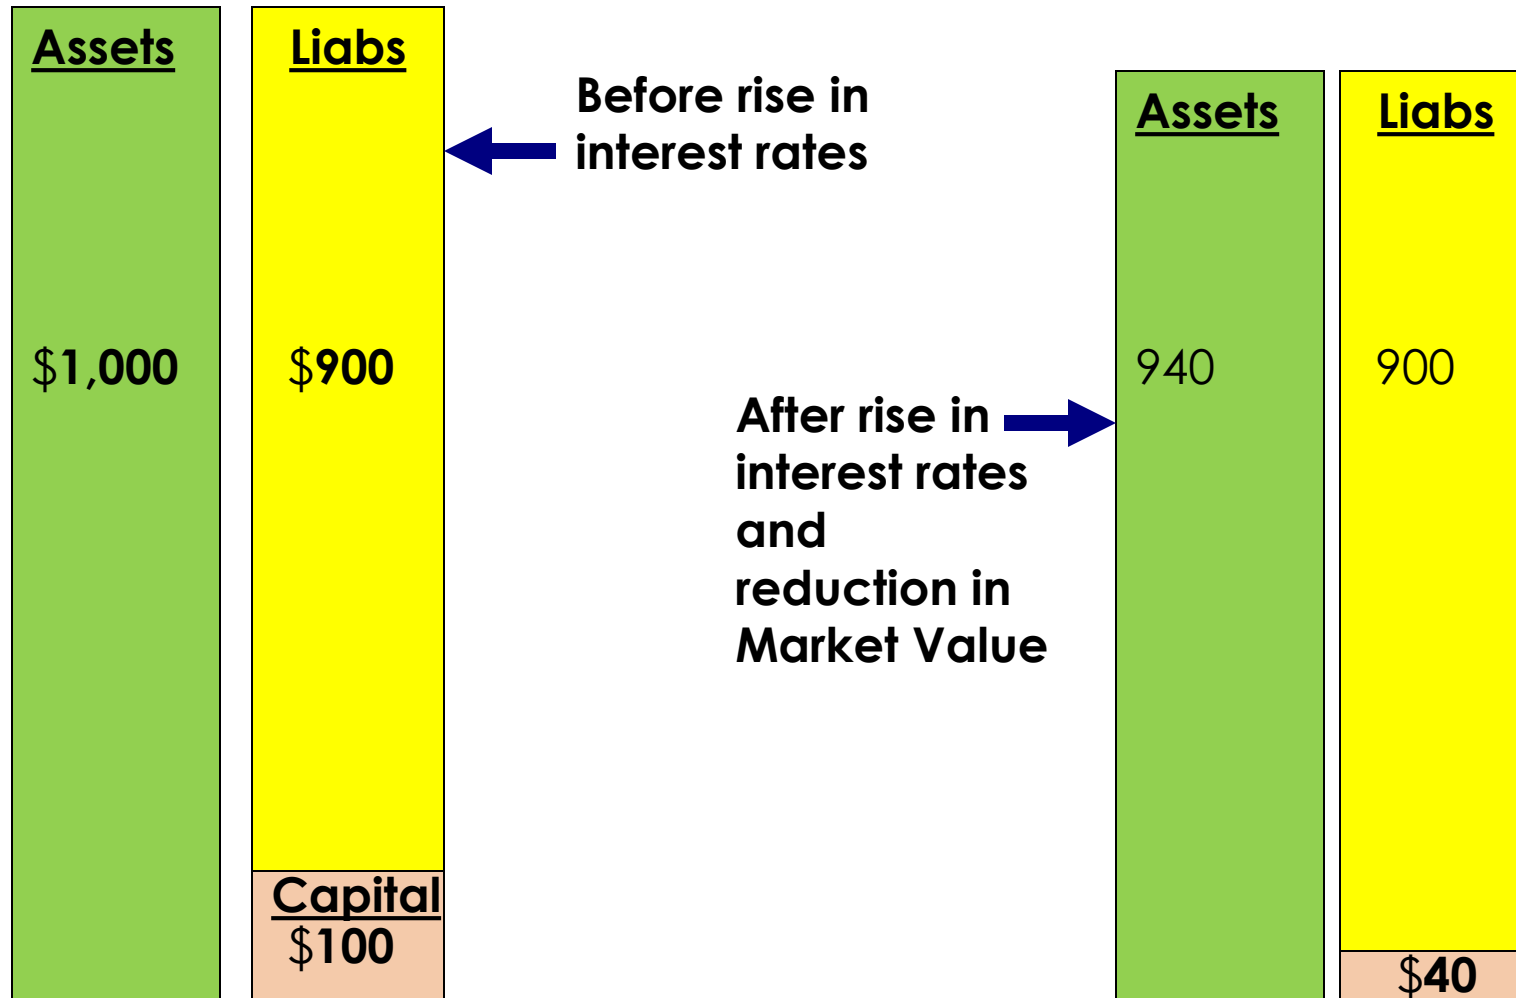 Assets
Liabs
Before rise in
interest rates
$1,000
$900
Capital
$100
After rise in
interest rates
and
reduction in
Market Value
Assets
Liabs
940
900
$40